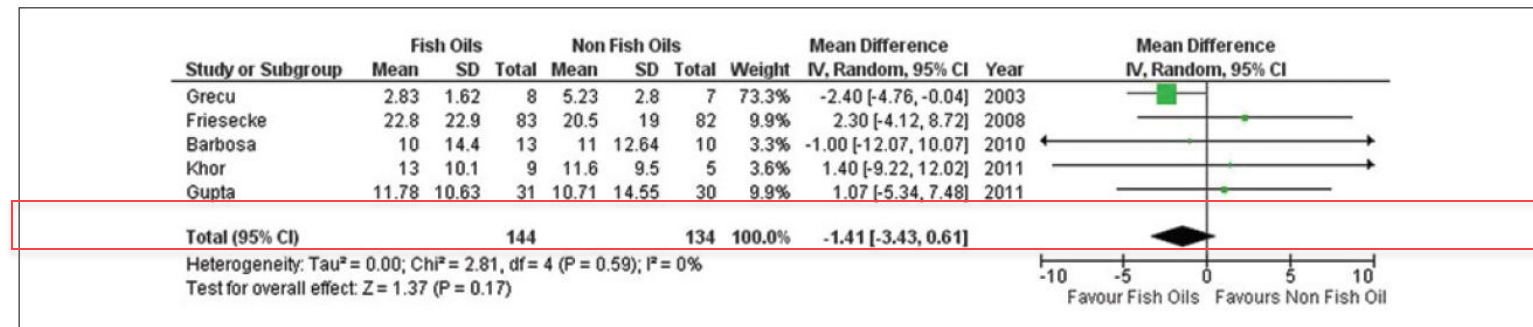 Fish Oils Non Fish Oils Mean Difference Mean Difference
Study or Subgroup Mean SD Total Mean SD Total Weight IV, Random, 95% CI Year IV, Random, 95% CI
Grecu 2.83 1.62 8 5.23 2.8 7 73.3% -2.40 [-4.76, -0.04] 2003
Friesecke 22.8 22.9 83 20.5 19 82 9.9% 2.30 [-4.12, 8.72] 2008
Barbosa 10 14.4 13 11 12.64 10 3.3% -1.00 [-12.07, 10.07] 2010
Khor 13 10.1 9 11.6 9.5 5 3.6% 1.40 [-9.22, 12.02] 2011
Gupta 11.78 10.63 31 10.71 14.55 30 9.9% 1.07 [-5.34, 7.48] 2011
Total (95% CI) 144 134 100.0% -1.41 [-3.43, 0.61]
Heterogeneity: Tau² = 0.00; Chi² = 2.81, df = 4 (P = 0.59); I² = 0%
Test for overall effect: Z = 1.37 (P = 0.17)
-10 -5 0 5 10
Favour Fish Oils Favours Non Fish Oil